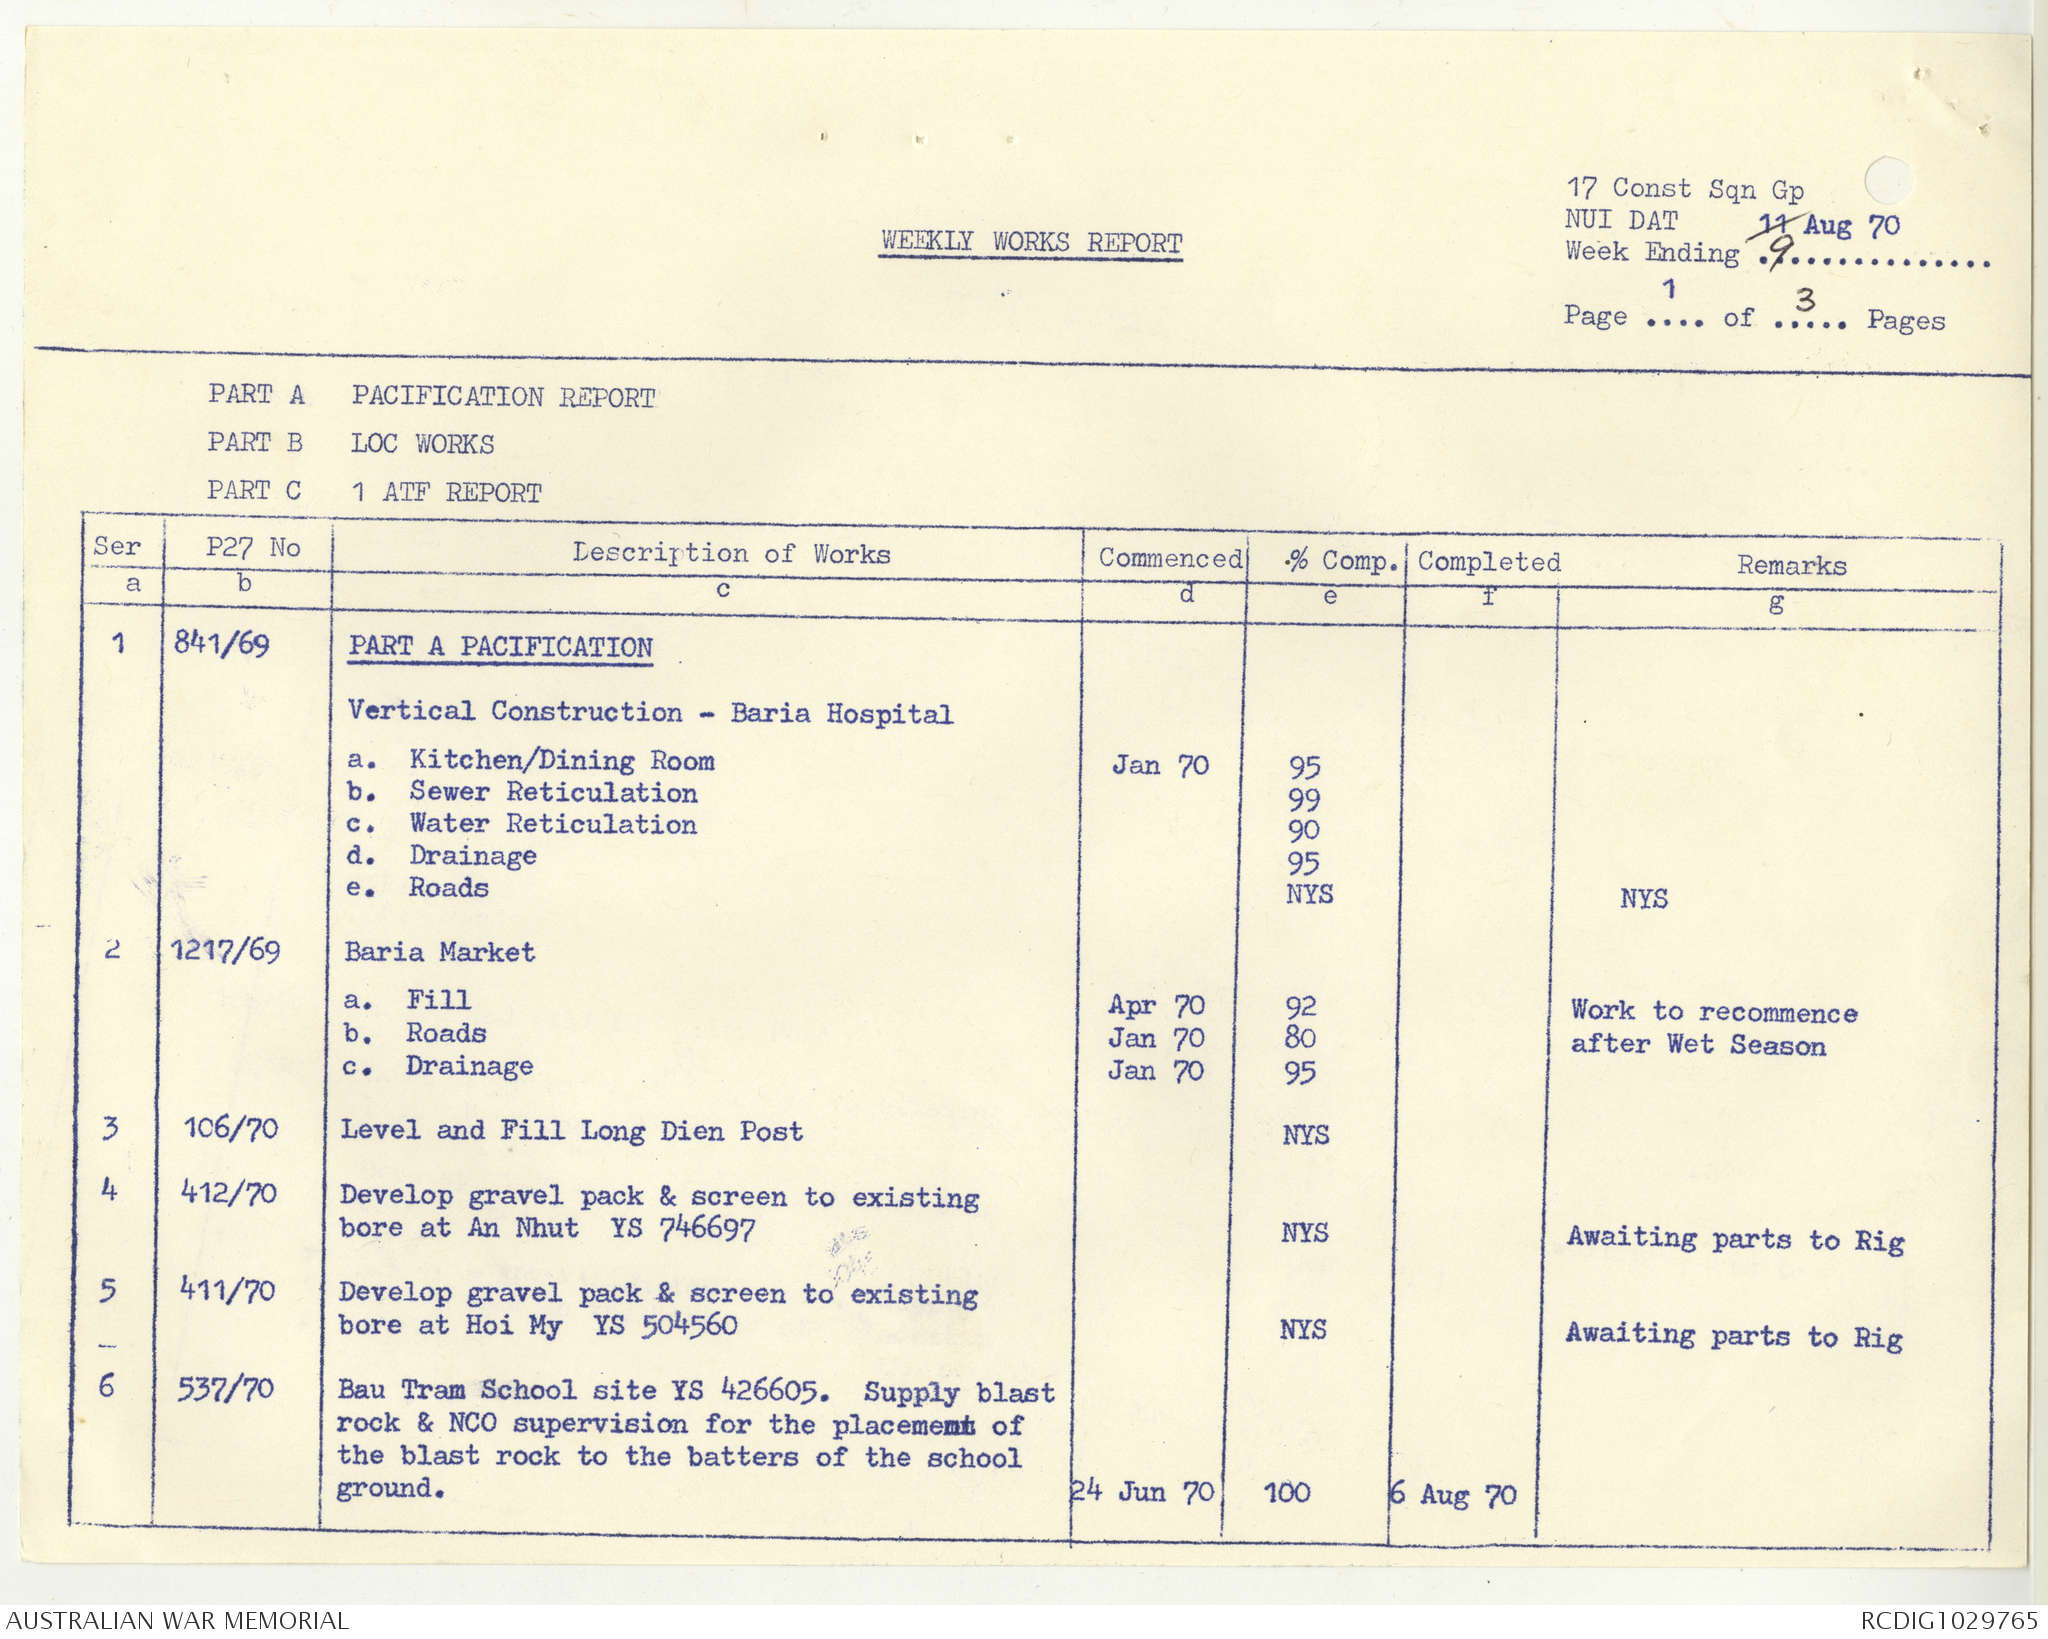 17 Const Sqn Gp
NUI DAT 11 Aug 70
WEEKLY WORKS REPORT
Week Ending 9..............
Page 1 of 3 Pages
PART A PACIFICATION REPORT
PART B LOC WORKS
PART C 1 ATF REPORT
Ser P27 No Description of Works Commenced % Comp. Completed Remarks
a b c d e f g
1 841/69 PART A PACIFICATION
Vertical Construction - Baria Hospital
a. Kitchen/Dining Room Jan 70 95
b. Sewer Reticulation 99
c. Water Reticulation 90
d. Drainage 95
e. Roads NYS NYS
2 1217/69 Baria Market
a. Fill Apr 70 92 Work to recommence
b. Roads Jan 70 80 after Wet Season
c. Drainage Jan 70 95
3 106/70 Level and Fill Long Dien Post NYS
4 412/70 Develop gravel pack & screen to existing
bore at An Nhut YS 746697 NYS Awaiting parts to Rig
5 411/70 Develop gravel pack & screen to existing
bore at Hoi My YS 504560 NYS Awaiting parts to Rig
6 537/70 Bau Tram School site YS 426605. Supply blast
rock & NCO supervision for the placement of
the blast rock to the batters of the school
ground. 24 Jun 70 100 6 Aug 70
AUSTRALIAN WAR MEMORIAL RCDIG1029765